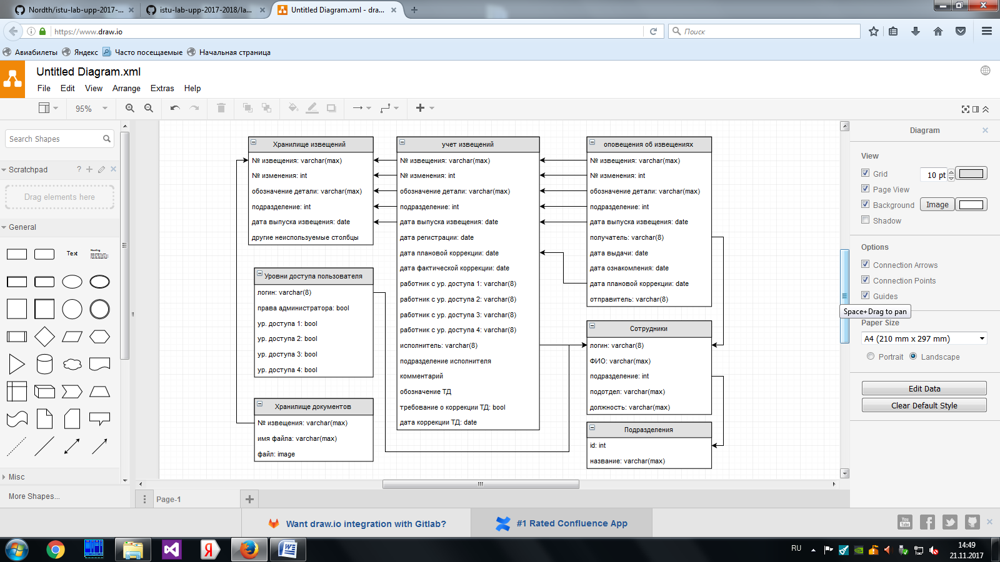 Nordth/istu-lab-upp-2017-...
istu-lab-upp-2017-2018/la...
Untitled Diagram.xml - dra...
https://www.draw.io
Поиск
Авиабилеты
Яндекс
Часто посещаемые
Начальная страница
Untitled Diagram.xml
File Edit View Arrange Extras Help
95%
Search Shapes
Scratchpad
?
Drag elements here
General
Text
Heading
Misc
More Shapes...
Хранилище извещений
№ извещения: varchar(max)
№ изменения: int
обозначение детали: varchar(max)
подразделение: int
дата выпуска извещения: date
другие неиспользуемые столбцы
Уровни доступа пользователя
логин: varchar(8)
права администратора: bool
ур. доступа 1: bool
ур. доступа 2: bool
ур. доступа 3: bool
ур. доступа 4: bool
Хранилище документов
№ извещения: varchar(max)
имя файла: varchar(max)
файл: image
учет извещений
№ извещения: varchar(max)
№ изменения: int
обозначение детали: varchar(max)
подразделение: int
дата выпуска извещения: date
дата регистрации: date
дата плановой коррекции: date
дата фактической коррекции: date
работник с ур. доступа 1: varchar(8)
работник с ур. доступа 2: varchar(8)
работник с ур. доступа 3: varchar(8)
работник с ур. доступа 4: varchar(8)
исполнитель: varchar(8)
подразделение исполнителя
комментарий
обозначение ТД
требование о коррекции ТД: bool
дата коррекции ТД: date
оповещения об извещениях
№ извещения: varchar(max)
№ изменения: int
обозначение детали: varchar(max)
подразделение: int
дата выпуска извещения: date
получатель: varchar(8)
дата выдачи: date
дата ознакомления: date
дата плановой коррекции: date
отправитель: varchar(8)
Сотрудники
логин: varchar(8)
ФИО: varchar(max)
подразделение: int
подотдел: varchar(max)
должность: varchar(max)
Подразделения
id: int
название: varchar(max)
Diagram
View
Grid
10 pt
Page View
Background
Image
Shadow
Options
Connection Arrows
Connection Points
Guides
Space+Drag to pan
Paper Size
A4 (210 mm x 297 mm)
Portrait
Landscape
Edit Data
Clear Default Style
Page-1
Want draw.io integration with Gitlab?
#1 Rated Confluence App
You
Tube
RU
14:49
21.11.2017